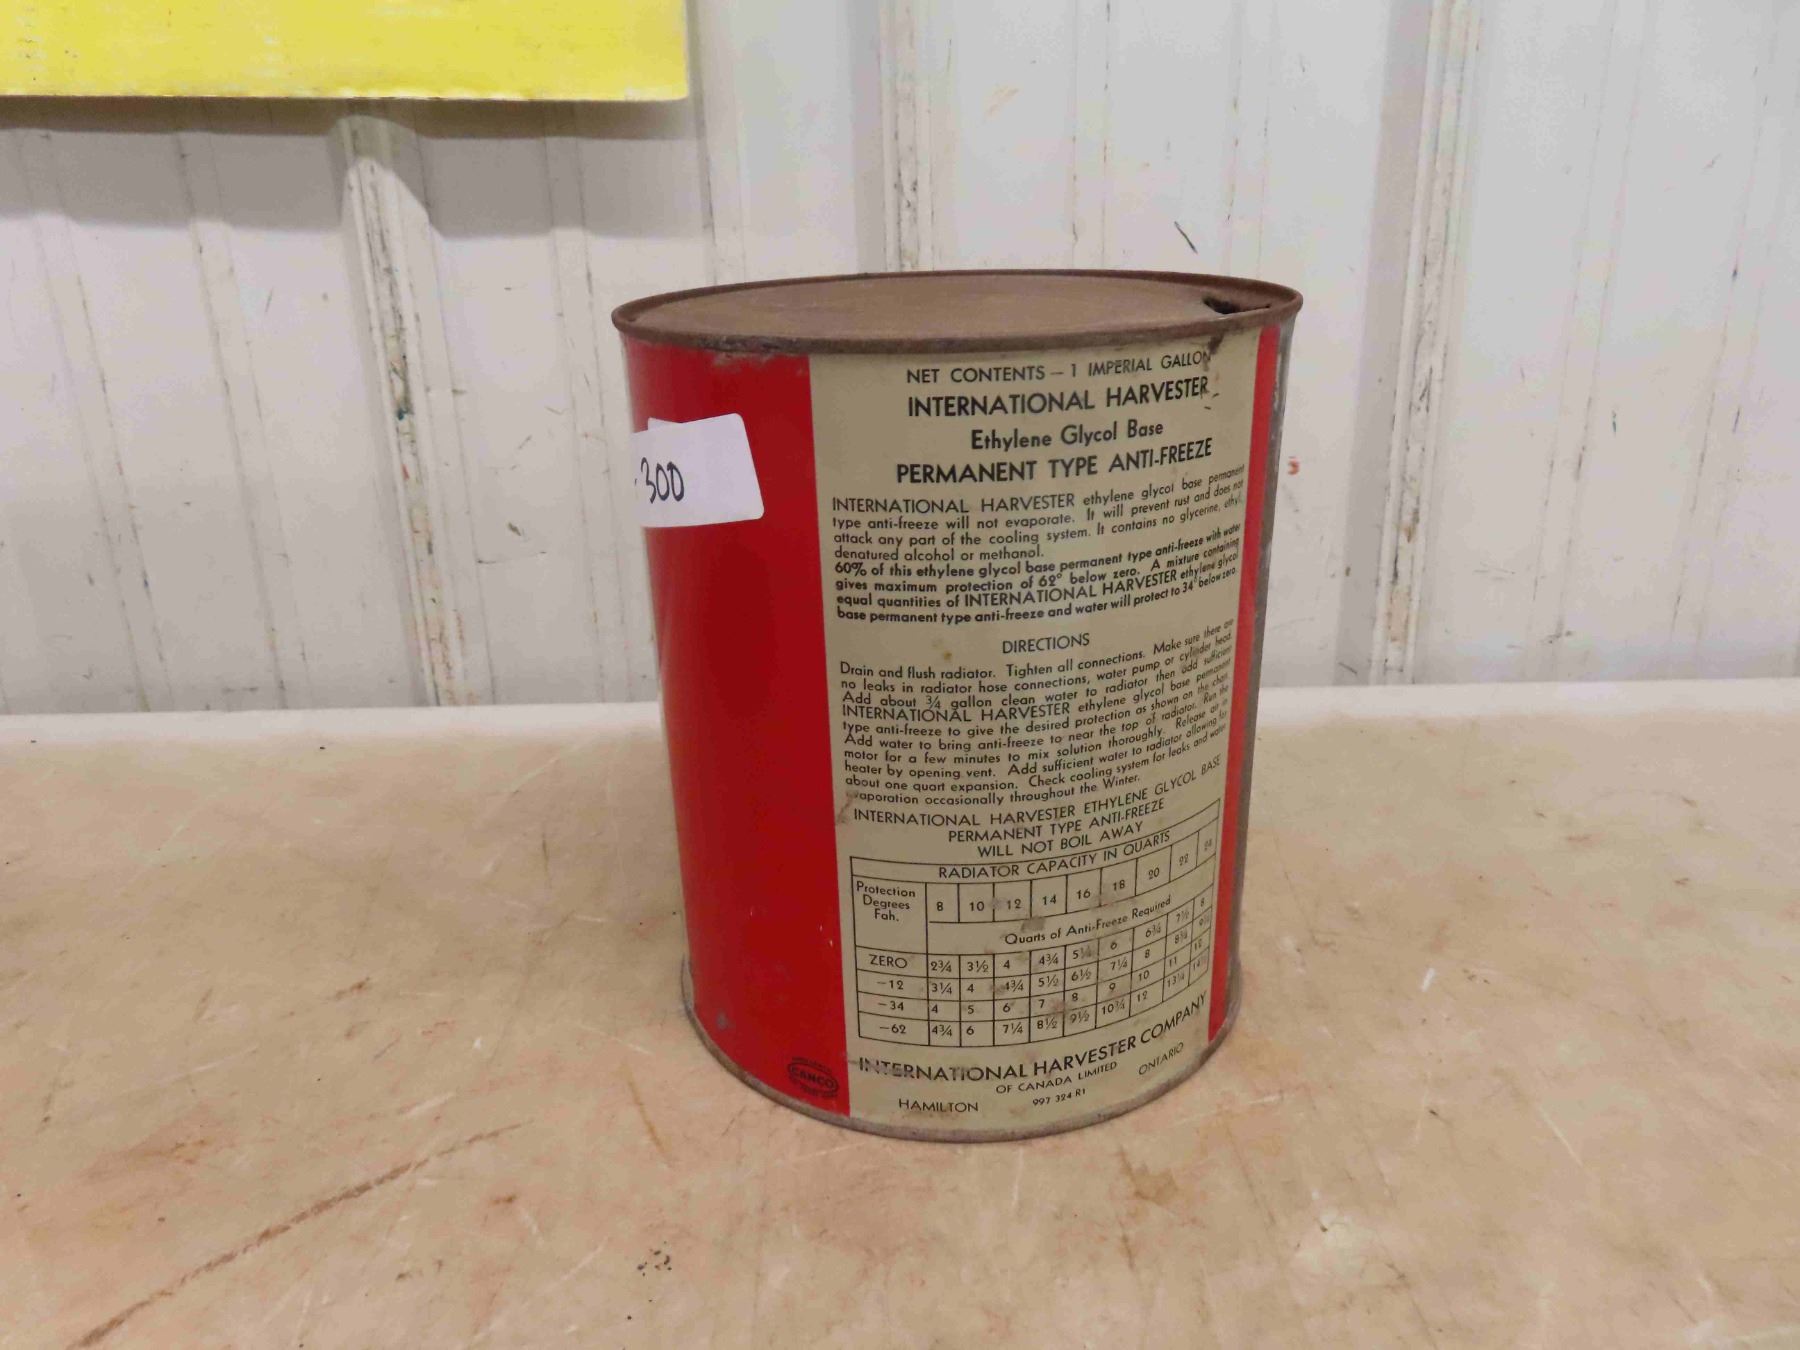 NET CONTENTS — 1 IMPERIAL GALLON
INTERNATIONAL HARVESTER
Ethylene Glycol Base
PERMANENT TYPE ANTI-FREEZE
INTERNATIONAL HARVESTER ethylene glycol base permanent
type anti-freeze will not evaporate. It will prevent rust and does not
attack any part of the cooling system. It contains no glycerine, ethyl,
denatured alcohol or methanol.
60% of this ethylene glycol base permanent type anti-freeze with water
gives maximum protection of 62° below zero. A mixture containing
equal quantities of INTERNATIONAL HARVESTER ethylene glycol
base permanent type anti-freeze and water will protect to 34° below zero.
DIRECTIONS
Drain and flush radiator. Tighten all connections. Make sure there are
no leaks in radiator hose connections, water pump or cylinder head.
Add about ¾ gallon clean water to radiator then add sufficient
INTERNATIONAL HARVESTER ethylene glycol base permanent
type anti-freeze to give the desired protection as shown on the chart.
Add water to bring anti-freeze to near the top of radiator. Run the
motor for a few minutes to mix solution thoroughly. Release air in
heater by opening vent. Add sufficient water to radiator allowing for
about one quart expansion. Check cooling system for leaks and water
evaporation occasionally throughout the Winter.
INTERNATIONAL HARVESTER ETHYLENE GLYCOL BASE
PERMANENT TYPE ANTI-FREEZE
WILL NOT BOIL AWAY
RADIATOR CAPACITY IN QUARTS
Protection Degrees Fah. 8 10 12 14 16 18 20 22 24
Quarts of Anti-Freeze Required
ZERO 2¾ 3½ 4 4¾ 5¼ 6 6¾ 7½ 8
-12 3¼ 4 4¾ 5½ 6½ 7¼ 8 8¾
-34 4 5 6 7 8 9 10 11 12
-62 4¾ 6 7¼ 8½ 9½ 10¾ 12 13¼
INTERNATIONAL HARVESTER COMPANY
OF CANADA LIMITED
HAMILTON ONTARIO
997 324 R1
CANCO
300